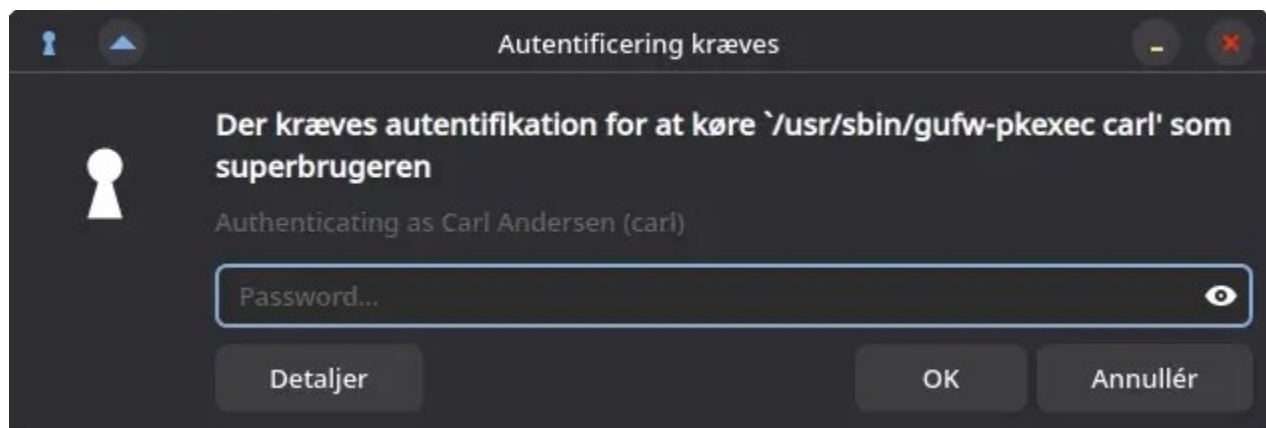 Autentificering kræves
Der kræves autentifikation for at køre `/usr/sbin/gufw-pkexec carl' som
superbrugeren
Authenticating as Carl Andersen (carl)
Password...
Detaljer
OK
Annullér